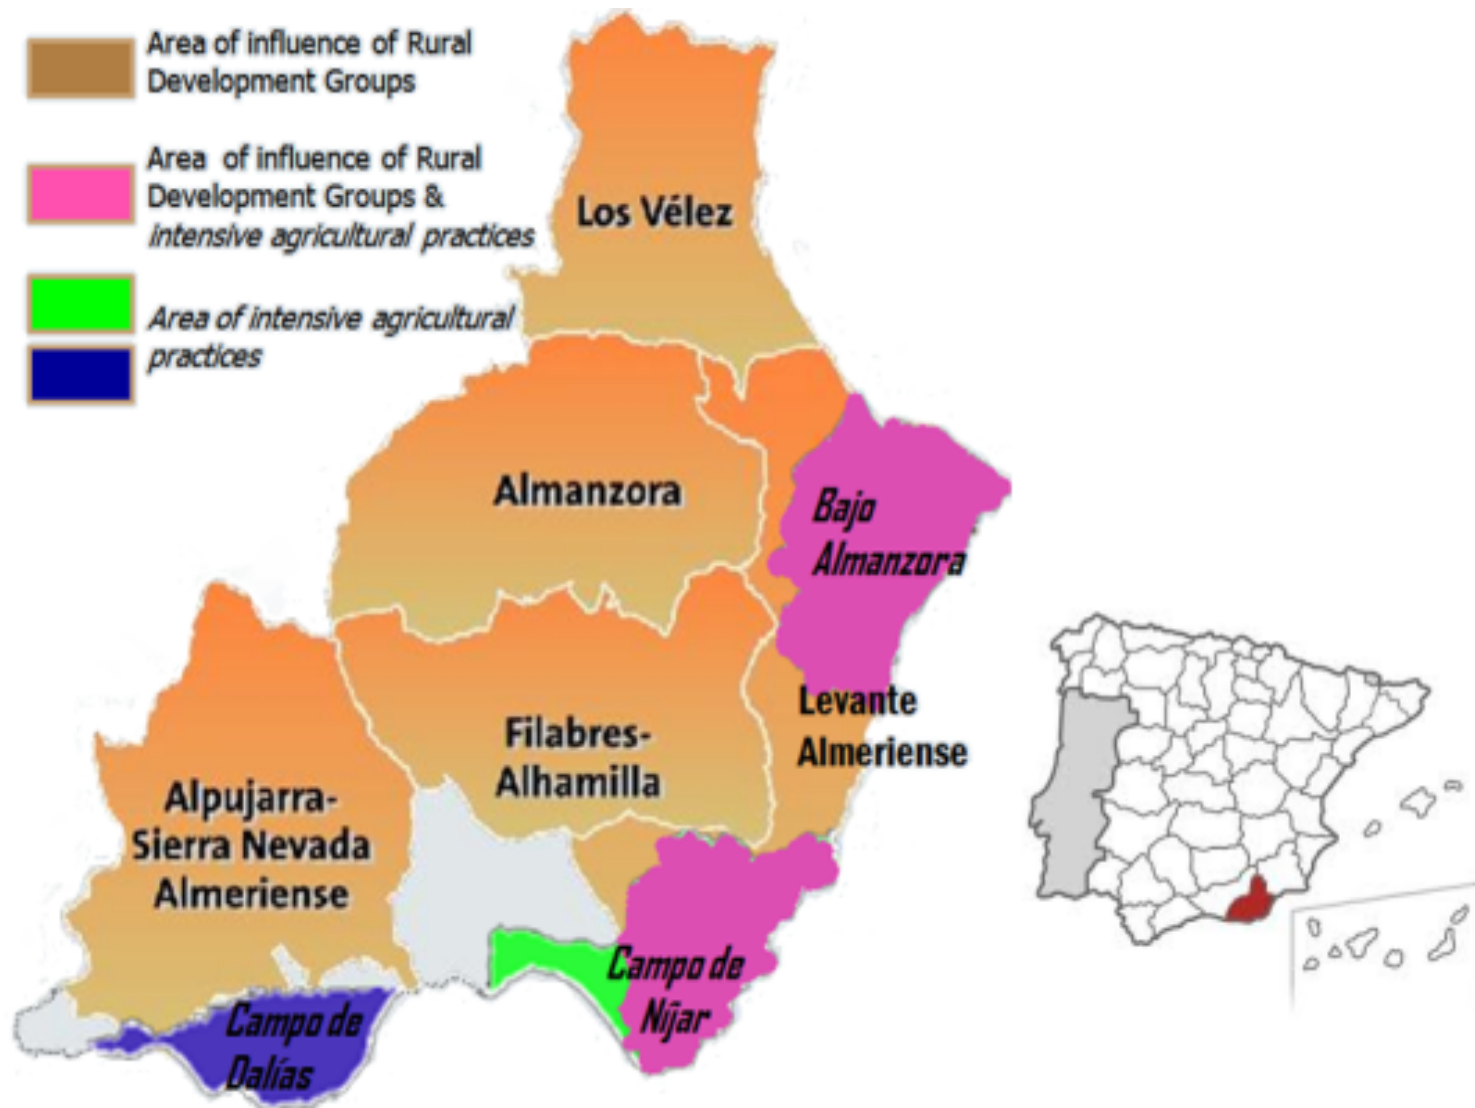 Area of influence of Rural
Development Groups
Area of influence of Rural
Development Groups &
intensive agricultural practices
Area of intensive agricultural
practices
Los Vélez
Almanzora
Bajo
Almanzora
Levante
Almeriense
Filabres-
Alhamilla
Alpujarra-
Sierra Nevada
Almeriense
Campo de
Níjar
Campo de
Dalías